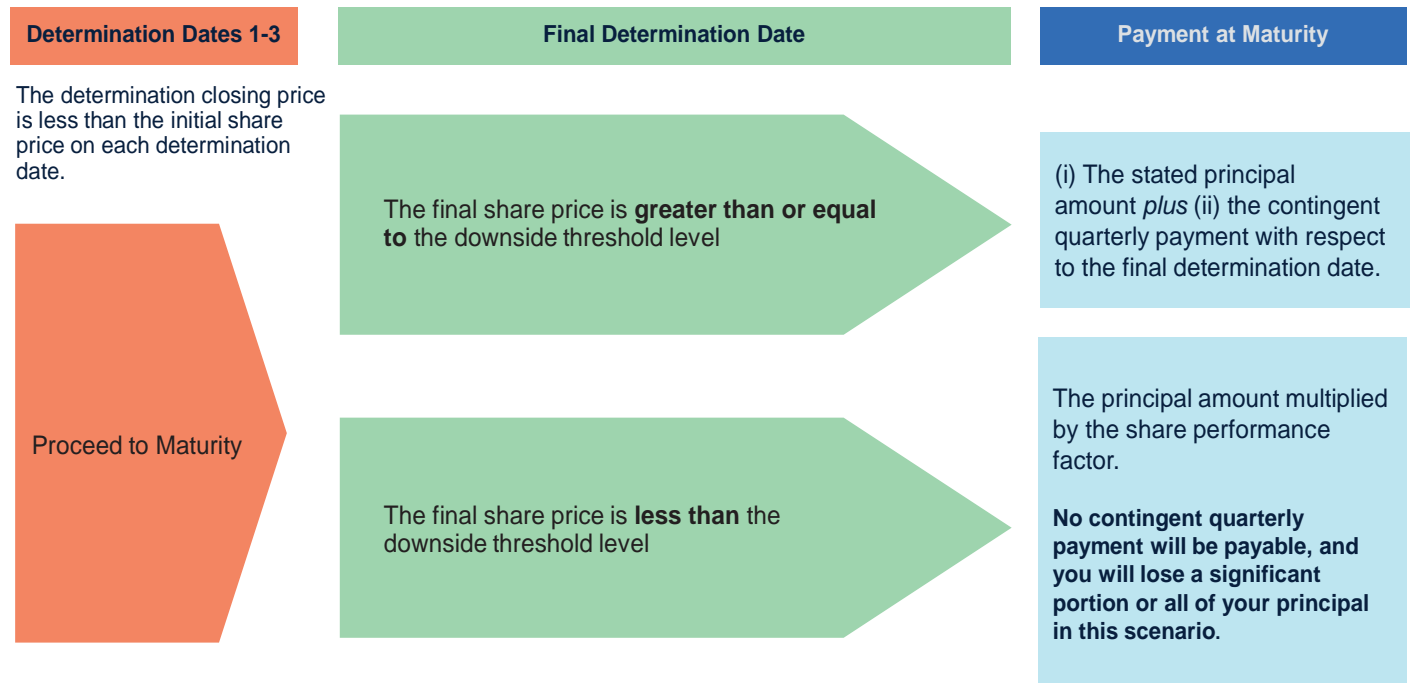 Determination Dates 1-3
Final Determination Date
Payment at Maturity
The determination closing price
is less than the initial share
price on each determination
date.
Proceed to Maturity
The final share price is greater than or equal
to the downside threshold level
(i) The stated principal
amount plus (ii) the contingent
quarterly payment with respect
to the final determination date.
The final share price is less than the
downside threshold level
The principal amount multiplied
by the share performance
factor.
No contingent quarterly
payment will be payable, and
you will lose a significant
portion or all of your principal
in this scenario.